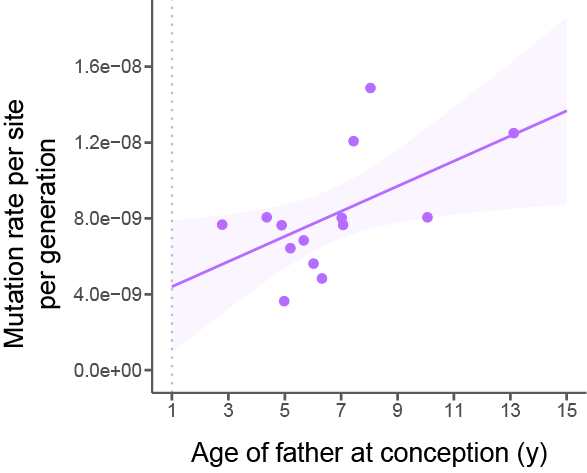 Mutation rate per site
per generation
1.6e−08
1.2e−08
8.0e−09
4.0e−09
0.0e+00
1 3 5 7 9 11 13 15
Age of father at conception (y)